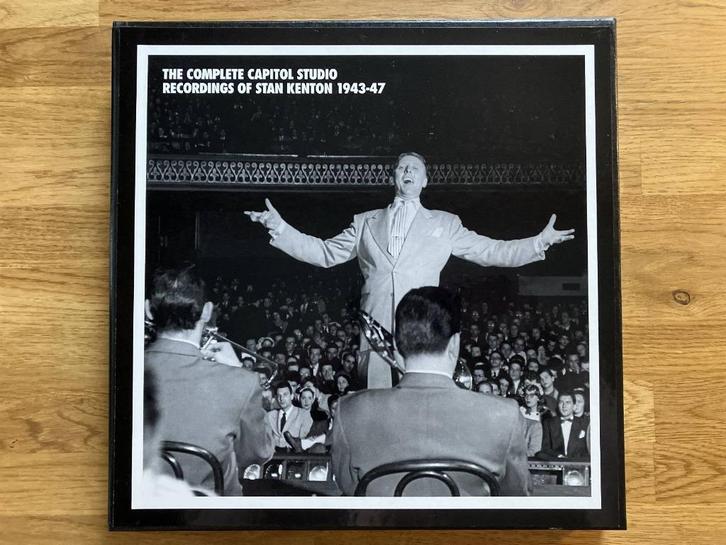 THE COMPLETE CAPITOL STUDIO
RECORDINGS OF STAN KENTON 1943-47